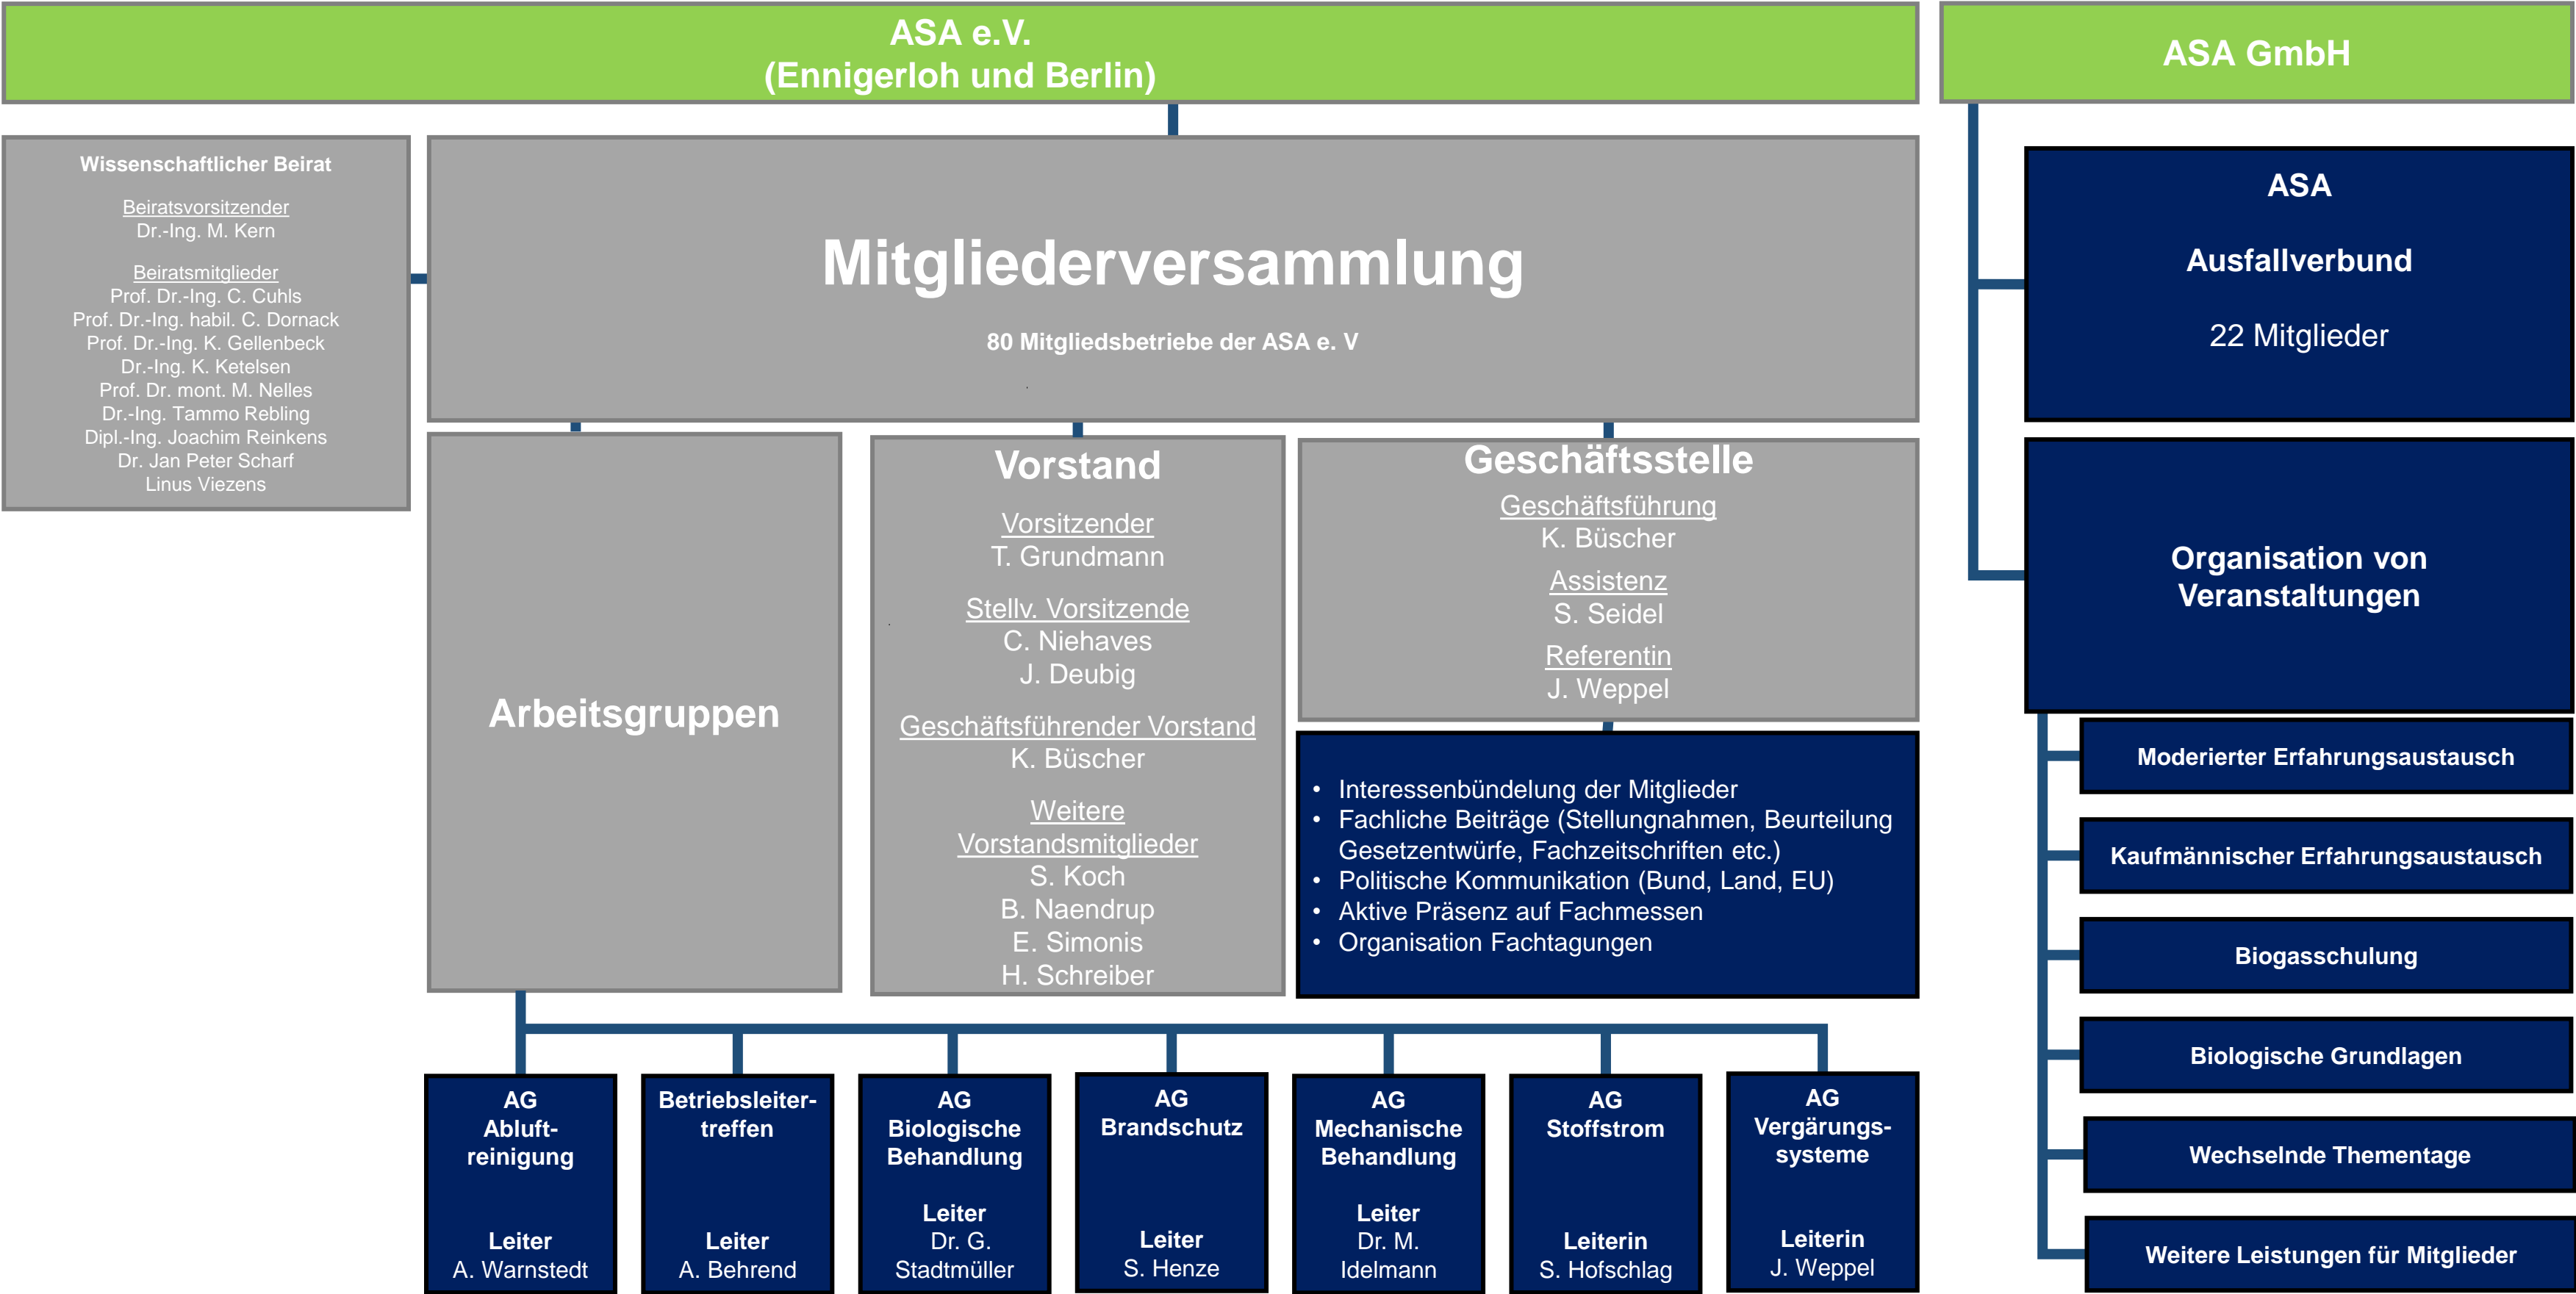 ASA e.V.
(Ennigerloh und Berlin)
ASA GmbH
Wissenschaftlicher Beirat
Beiratsvorsitzender
Dr.-Ing. M. Kern
Beiratsmitglieder
Prof. Dr.-Ing. C. Cuhls
Prof. Dr.-Ing. habil. C. Dornack
Prof. Dr.-Ing. K. Gellenbeck
Dr.-Ing. K. Ketelsen
Prof. Dr. mont. M. Nelles
Dr.-Ing. Tammo Rebling
Dipl.-Ing. Joachim Reinkens
Dr. Jan Peter Scharf
Linus Viezens
Mitgliederversammlung
80 Mitgliedsbetriebe der ASA e. V
Arbeitsgruppen
Vorstand
Vorsitzender
T. Grundmann
Stellv. Vorsitzende
C. Niehaves
J. Deubig
Geschäftsführender Vorstand
K. Büscher
Weitere
Vorstandsmitglieder
S. Koch
B. Naendrup
E. Simonis
H. Schreiber
Geschäftsstelle
Geschäftsführung
K. Büscher
Assistenz
S. Seidel
Referentin
J. Weppel
• Interessenbündelung der Mitglieder
• Fachliche Beiträge (Stellungnahmen, Beurteilung
Gesetzentwürfe, Fachzeitschriften etc.)
• Politische Kommunikation (Bund, Land, EU)
• Aktive Präsenz auf Fachmessen
• Organisation Fachtagungen
AG
Abluft-
reinigung
Leiter
A. Warnstedt
Betriebsleiter-
treffen
Leiter
A. Behrend
AG
Biologische
Behandlung
Leiter
Dr. G.
Stadtmüller
AG
Brandschutz
Leiter
S. Henze
AG
Mechanische
Behandlung
Leiter
Dr. M.
Idelmann
AG
Stoffstrom
Leiterin
S. Hofschlag
AG
Vergärungs-
systeme
Leiterin
J. Weppel
ASA
Ausfallverbund
22 Mitglieder
Organisation von
Veranstaltungen
Moderierter Erfahrungsaustausch
Kaufmännischer Erfahrungsaustausch
Biogasschulung
Biologische Grundlagen
Wechselnde Thementage
Weitere Leistungen für Mitglieder